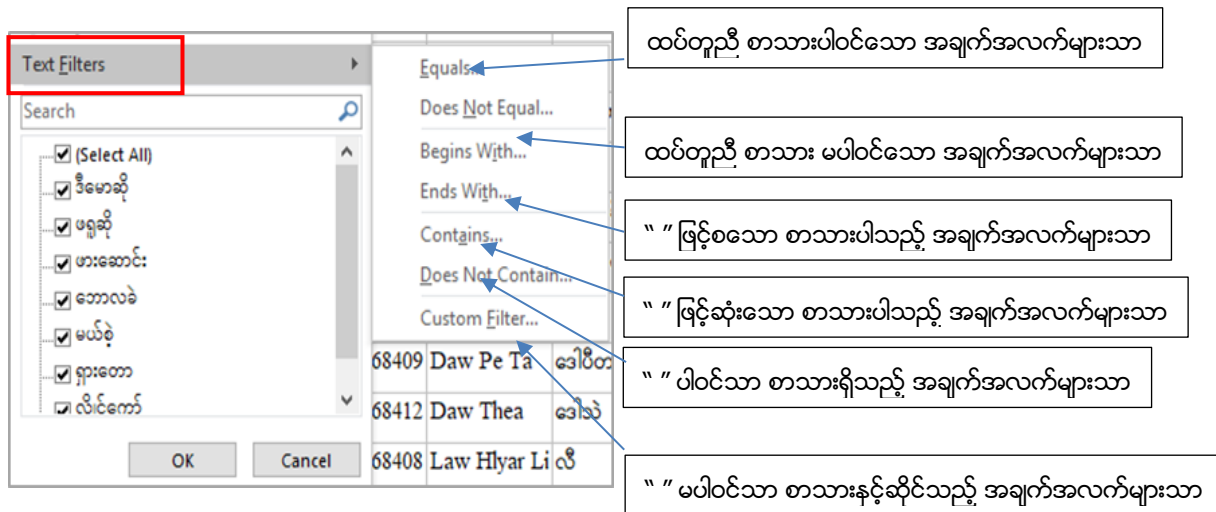 Text Filters
Search
(Select All)
ဒီမောဆို
ဖရူဆို
ဖားဆောင်း
ဘောလခဲ
မယ်စဲ့
ရှားတော
လွိုင်ကော်
OK Cancel
Equals...
Does Not Equal...
Begins With...
Ends With...
Contains...
Does Not Contain...
Custom Filter...
68409 Daw Pe Ta ဒေါ်ပီတ
68412 Daw Thea ဒေါ်သဲ
68408 Law Hlyar Li လီ
ထပ်တူညီ စာသားပါဝင်သော အချက်အလက်များသာ
ထပ်တူညီ စာသား မပါဝင်သော အချက်အလက်များသာ
“ ” ဖြင့်စသော စာသားပါသည့် အချက်အလက်များသာ
“ ” ဖြင့်ဆုံးသော စာသားပါသည့် အချက်အလက်များသာ
“ ” ပါဝင်သာ စာသားရှိသည့် အချက်အလက်များသာ
“ ” မပါဝင်သာ စာသားနှင့်ဆိုင်သည့် အချက်အလက်များသာ